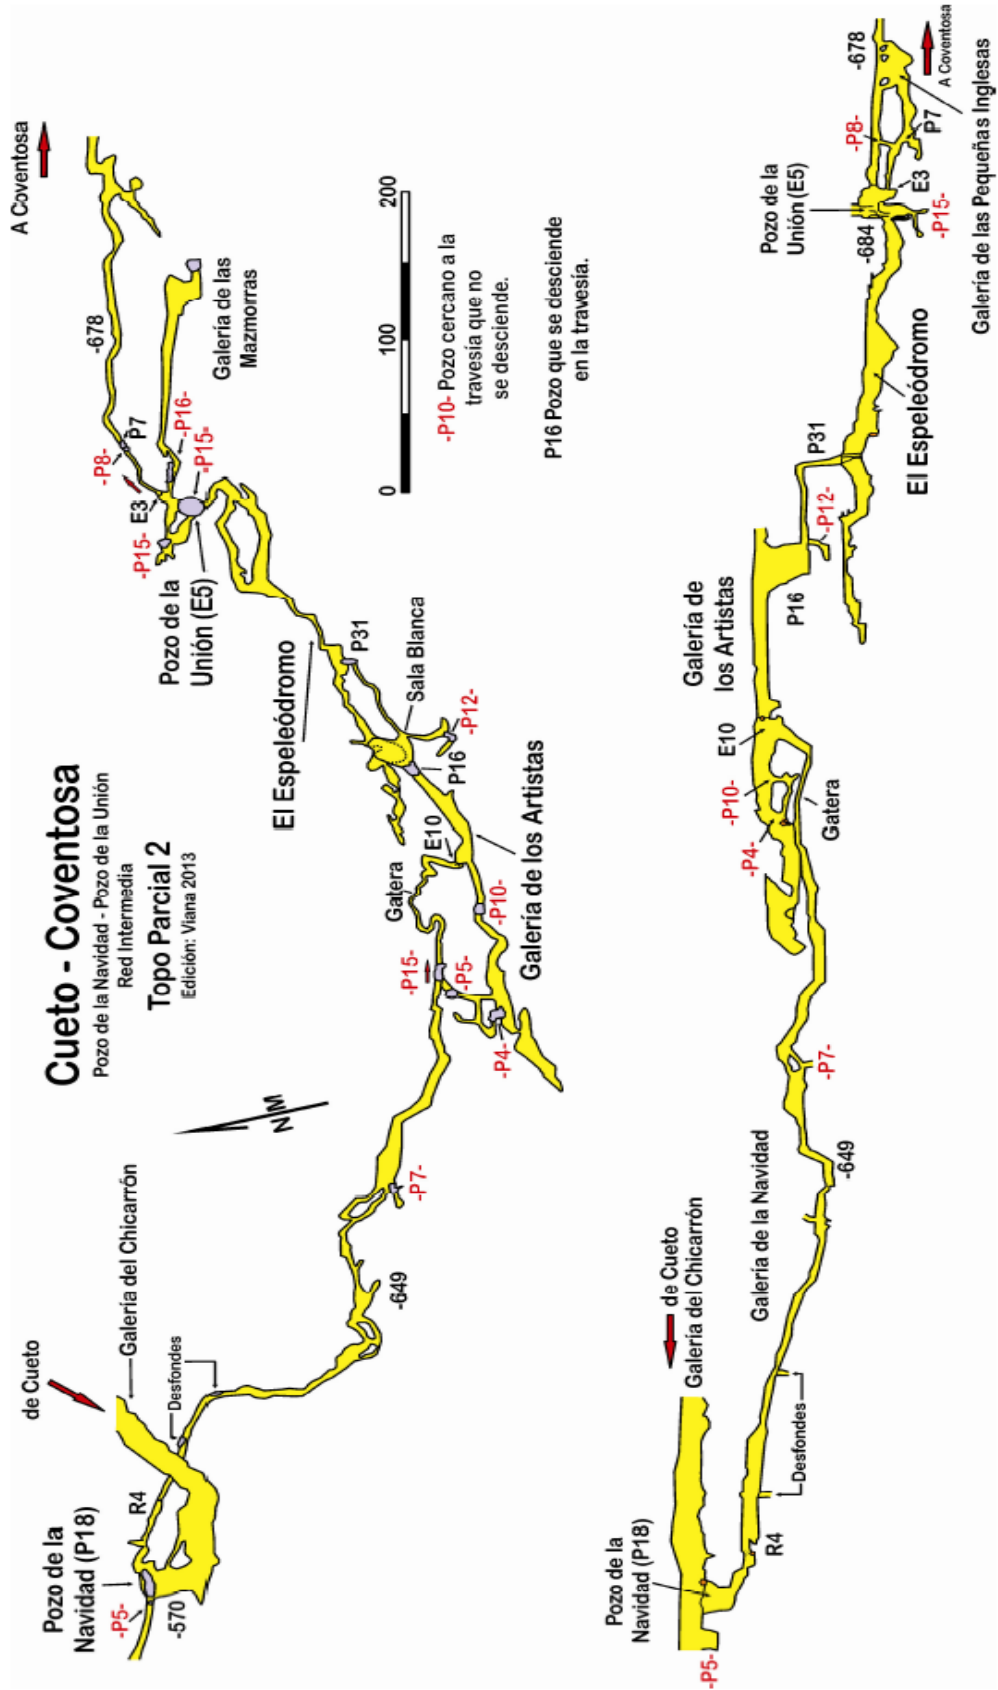 Cueto - Coventosa
Pozo de la Navidad - Pozo de la Unión
Red Intermedia
Topo Parcial 2
Edición: Viana 2013
de Cueto
Galería del Chicarrón
Desfondes
R4
Pozo de la
Navidad (P18)
-P5-
-570
-649
-P7-
NM
-P15-
-P5-
-P4-
Gatera
E10
-P10-
Galería de los Artistas
P16
-P12-
Sala Blanca
P31
El Espeleódromo
Pozo de la
Unión (E5)
-P15-
E3
-P8-
P7
-P16-
-P15-
-678
Galería de las
Mazmorras
A Coventosa
0
100
200
-P10- Pozo cercano a la
travesía que no
se desciende.
P16 Pozo que se desciende
en la travesía.
-P5-
Pozo de la
Navidad (P18)
R4
Desfondes
de Cueto
Galería del Chicarrón
Galería de la Navidad
-649
-P7-
-P4-
-P10-
Gatera
E10
Galería de
los Artistas
P16
-P12-
P31
El Espeleódromo
Pozo de la
Unión (E5)
-684
-P15-
E3
-P8-
P7
-678
A Coventosa
Galería de las Pequeñas Inglesas